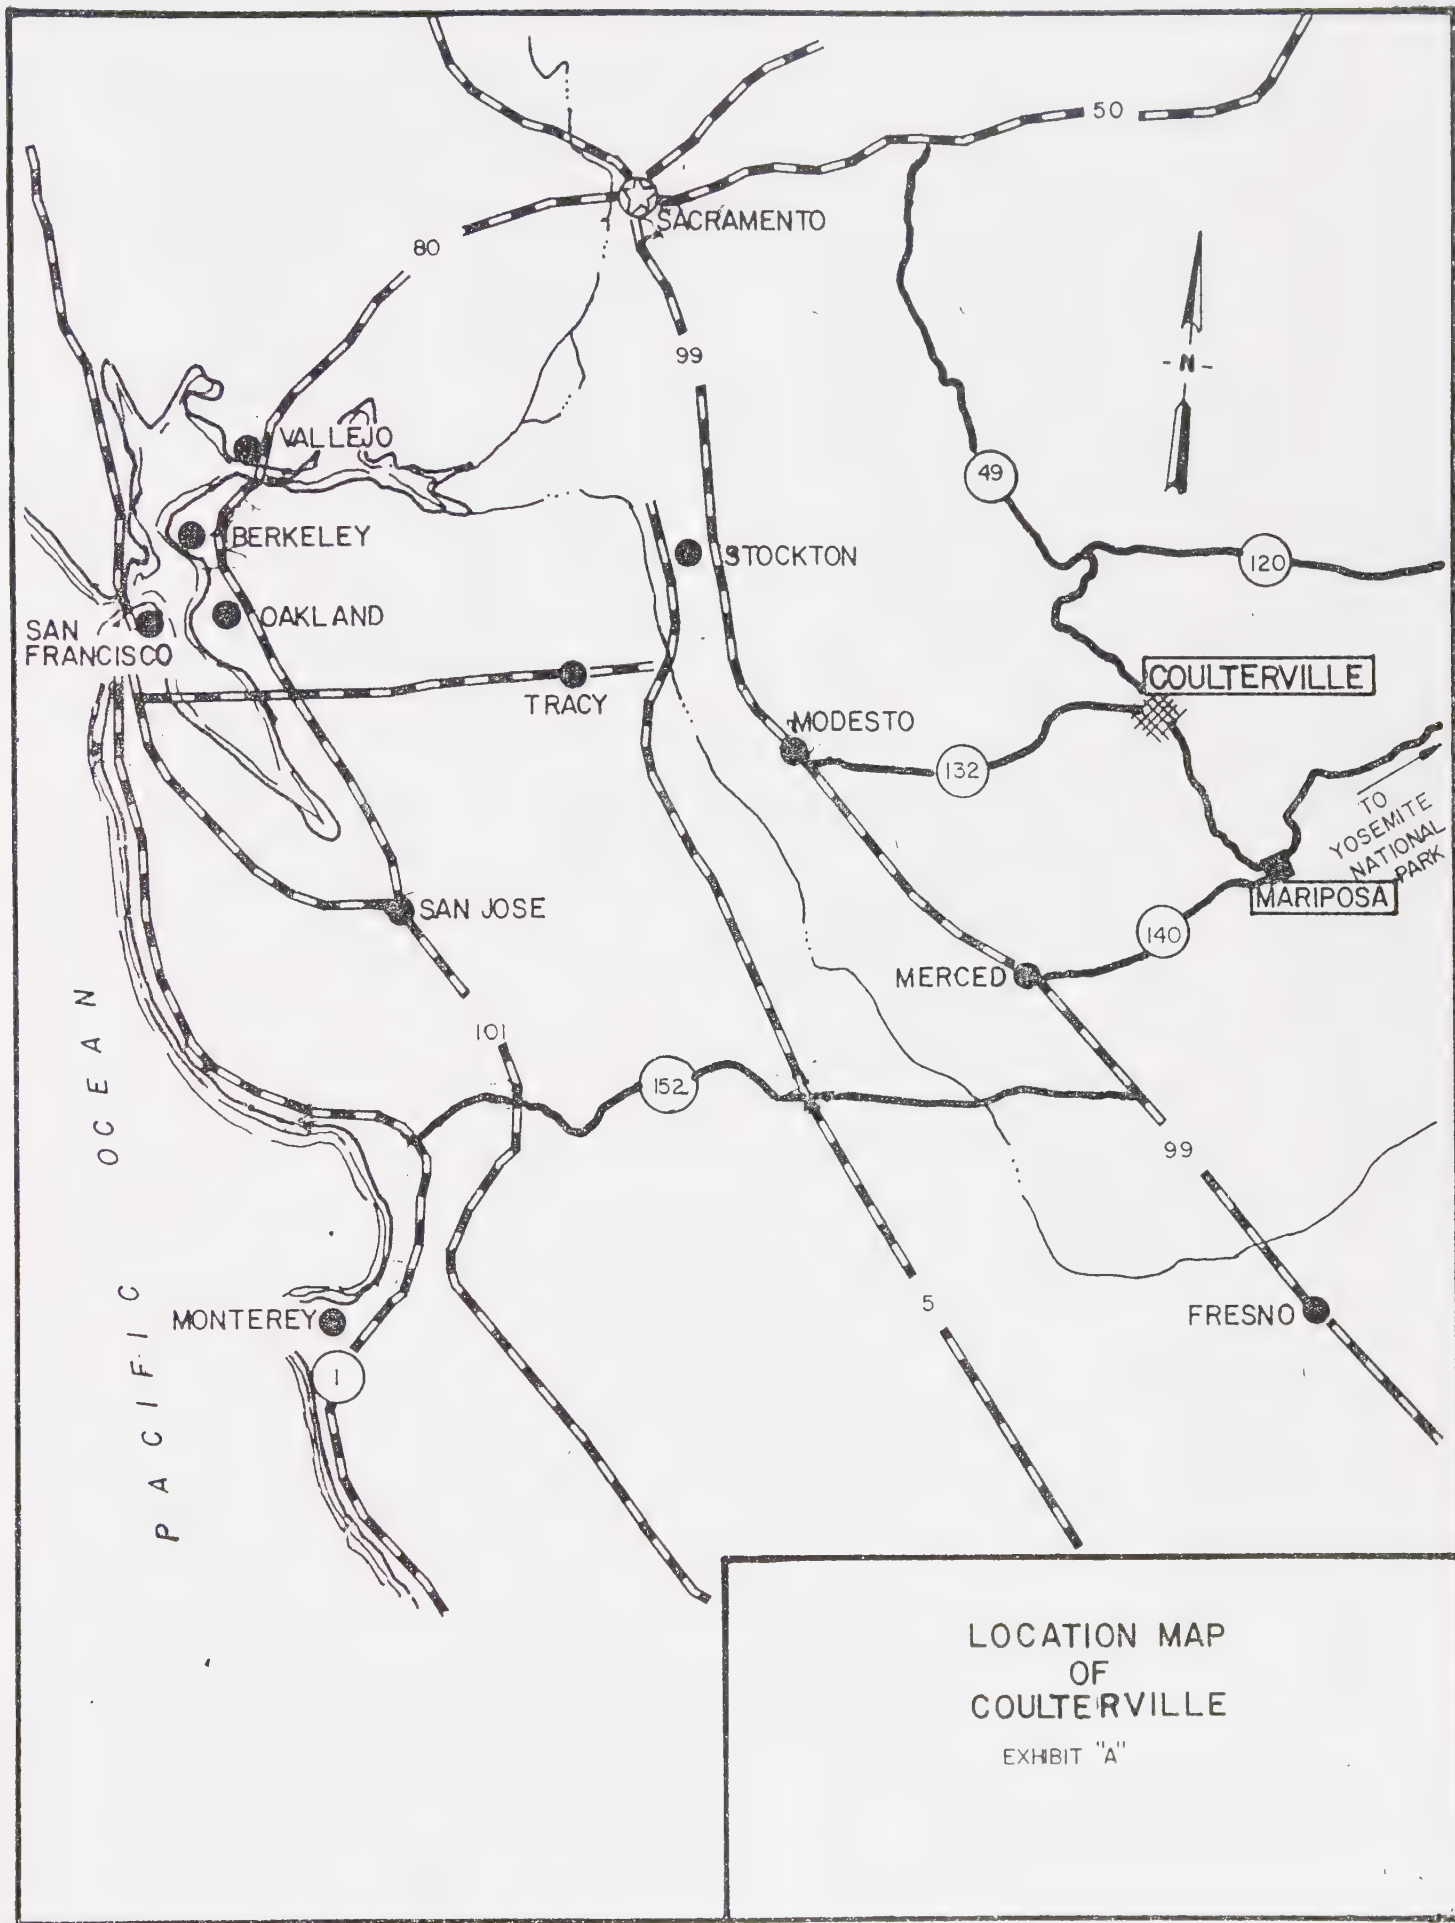 50
SACRAMENTO
80
99
- N -
VALLEJO
49
BERKELEY
STOCKTON
120
OAKLAND
SAN
FRANCISCO
COULTERVILLE
TRACY
MODESTO
132
TO
YOSEMITE
NATIONAL
PARK
MARIPOSA
SAN JOSE
140
MERCED
101
152
99
PACIFIC OCEAN
5
MONTEREY
FRESNO
1
LOCATION MAP
OF
COULTERVILLE
EXHIBIT "A"